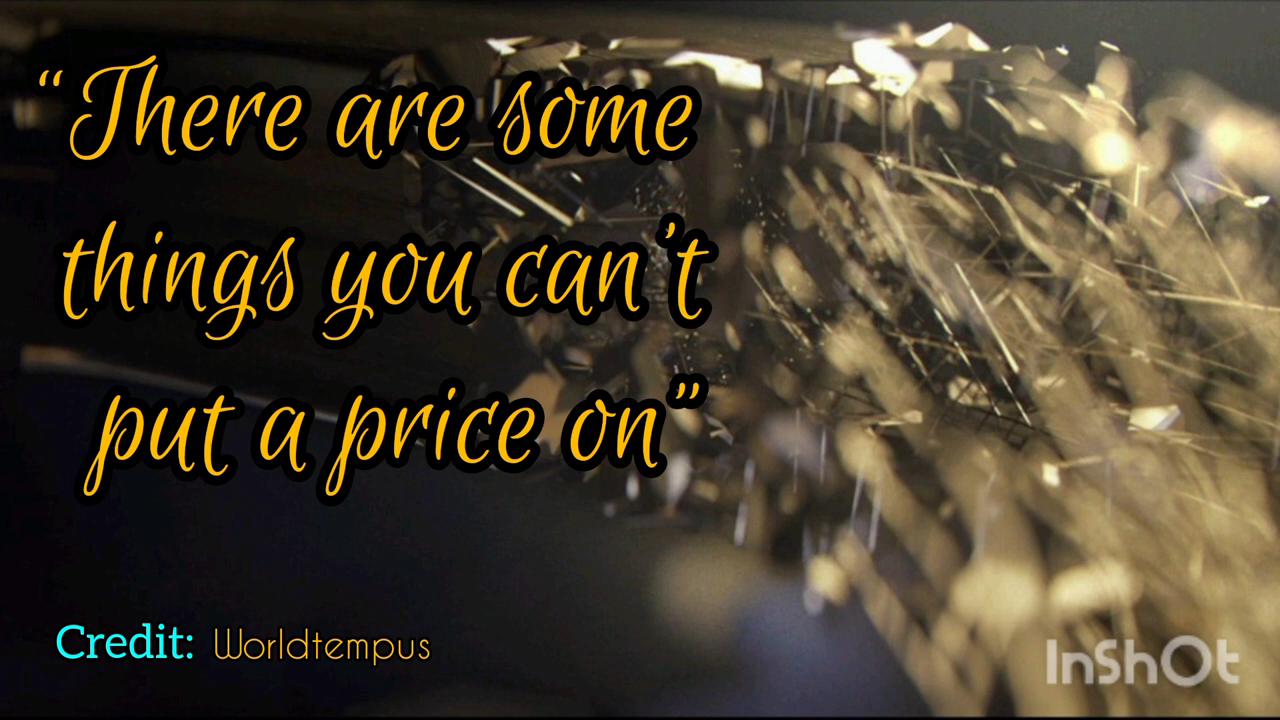 “There are some
things you can’t
put a price on”
Credit: Worldtempus
InShOt